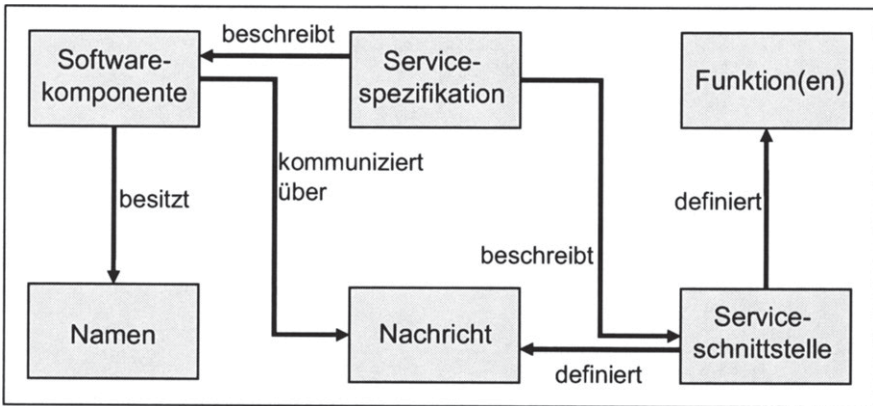 beschreibt
Software-
komponente
Service-
spezifikation
Funktion(en)
kommuniziert
über
besitzt
definiert
beschreibt
Namen
Nachricht
Service-
schnittstelle
definiert